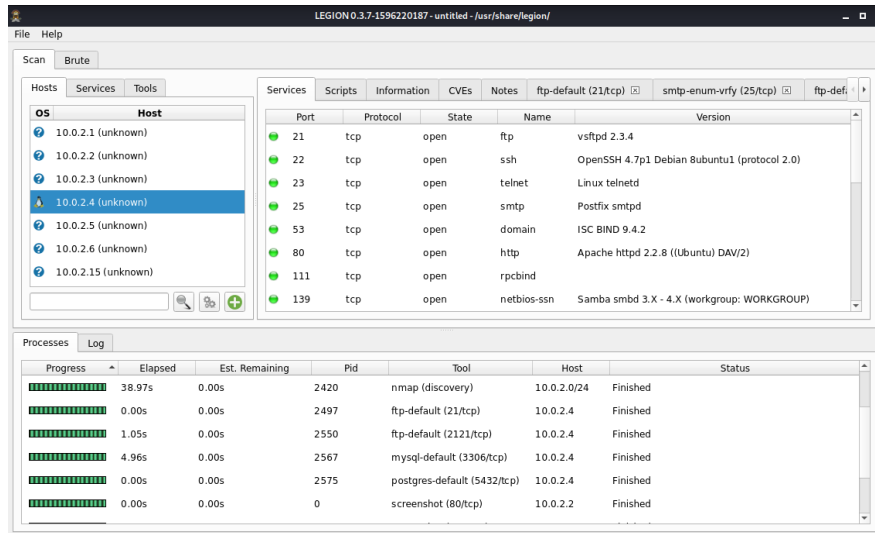 LEGION 0.3.7-1596220187 - untitled - /usr/share/legion/
File Help
Scan Brute
Hosts Services Tools
OS Host
10.0.2.1 (unknown)
10.0.2.2 (unknown)
10.0.2.3 (unknown)
10.0.2.4 (unknown)
10.0.2.5 (unknown)
10.0.2.6 (unknown)
10.0.2.15 (unknown)
Services Scripts Information CVEs Notes ftp-default (21/tcp) smtp-enum-vrfy (25/tcp)
Port Protocol State Name Version
21 tcp open ftp vsftpd 2.3.4
22 tcp open ssh OpenSSH 4.7p1 Debian 8ubuntu1 (protocol 2.0)
23 tcp open telnet Linux telnetd
25 tcp open smtp Postfix smtpd
53 tcp open domain ISC BIND 9.4.2
80 tcp open http Apache httpd 2.2.8 ((Ubuntu) DAV/2)
111 tcp open rpcbind
139 tcp open netbios-ssn Samba smbd 3.X - 4.X (workgroup: WORKGROUP)
Processes Log
Progress Elapsed Est. Remaining Pid Tool Host Status
38.97s 0.00s 2420 nmap (discovery) 10.0.2.0/24 Finished
0.00s 0.00s 2497 ftp-default (21/tcp) 10.0.2.4 Finished
1.05s 0.00s 2550 ftp-default (2121/tcp) 10.0.2.4 Finished
4.96s 0.00s 2567 mysql-default (3306/tcp) 10.0.2.4 Finished
0.00s 0.00s 2575 postgres-default (5432/tcp) 10.0.2.4 Finished
0.00s 0.00s 0 screenshot (80/tcp) 10.0.2.2 Finished